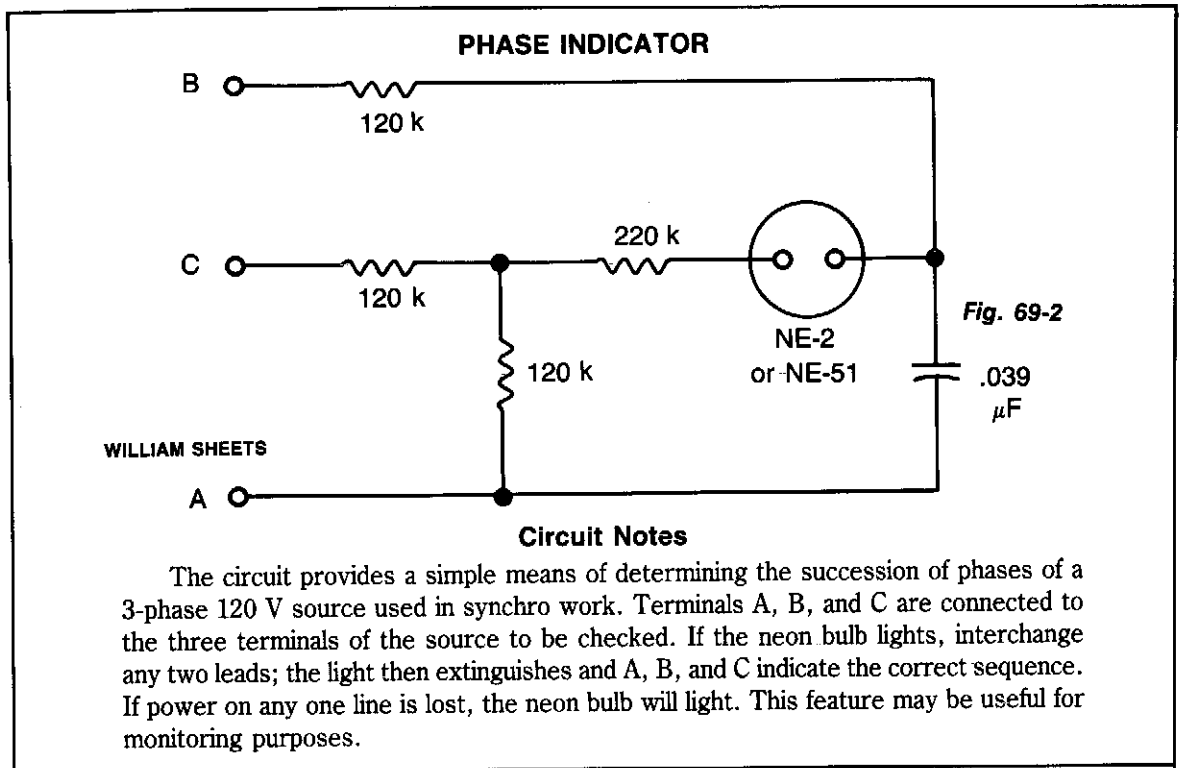 PHASE INDICATOR
B
120 k
C
120 k
220 k
NE-2
or NE-51
Fig. 69-2
120 k
.039
μF
WILLIAM SHEETS
A
Circuit Notes
The circuit provides a simple means of determining the succession of phases of a
3-phase 120 V source used in synchro work. Terminals A, B, and C are connected to
the three terminals of the source to be checked. If the neon bulb lights, interchange
any two leads; the light then extinguishes and A, B, and C indicate the correct sequence.
If power on any one line is lost, the neon bulb will light. This feature may be useful for
monitoring purposes.